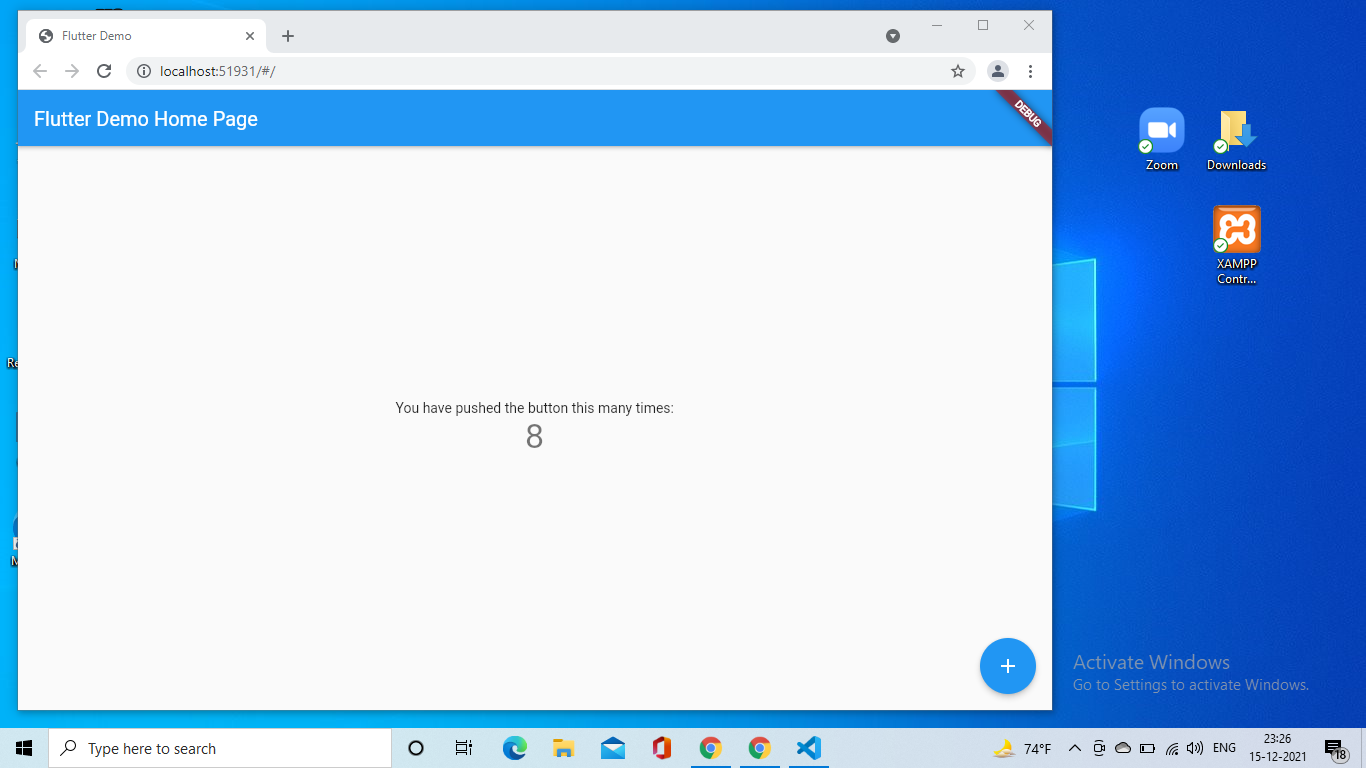 Flutter Demo
localhost:51931/#/
Flutter Demo Home Page
DEBUG
You have pushed the button this many times:
8
Zoom
Downloads
XAMPP
Contr...
Activate Windows
Go to Settings to activate Windows.
Type here to search
74°F
ENG
23:26
15-12-2021
18